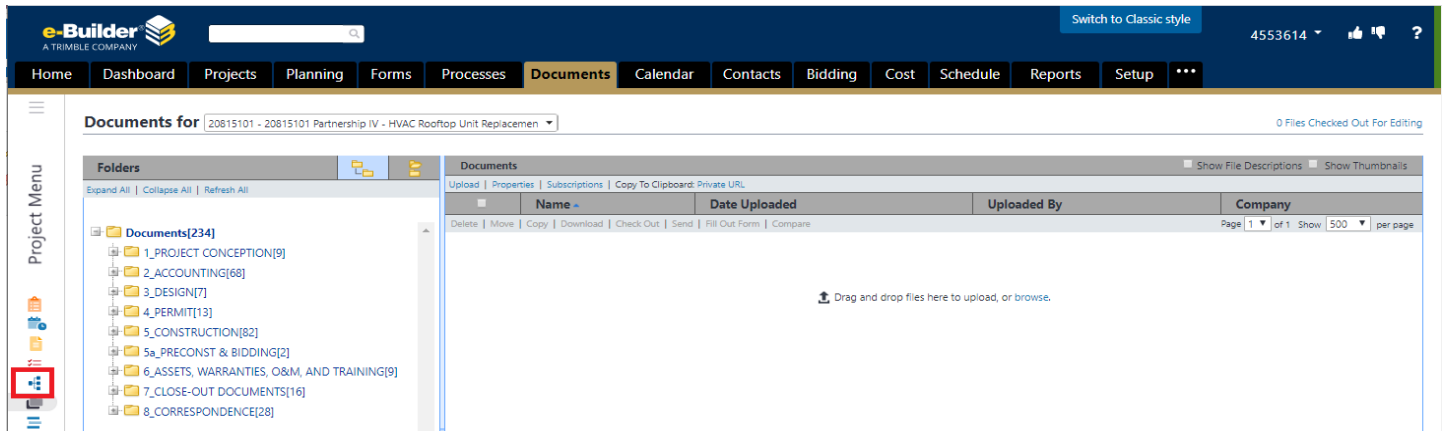 e-Builder
A TRIMBLE COMPANY
Switch to Classic style
4553614
?
Home Dashboard Projects Planning Forms Processes Documents Calendar Contacts Bidding Cost Schedule Reports Setup •••
Documents for 20815101 - 20815101 Partnership IV - HVAC Rooftop Unit Replacemen
0 Files Checked Out For Editing
Project Menu
Folders
Expand All | Collapse All | Refresh All
Documents[234]
1_PROJECT CONCEPTION[9]
2_ACCOUNTING[68]
3_DESIGN[7]
4_PERMIT[13]
5_CONSTRUCTION[82]
5a_PRECONST & BIDDING[2]
6_ASSETS, WARRANTIES, O&M, AND TRAINING[9]
7_CLOSE-OUT DOCUMENTS[16]
8_CORRESPONDENCE[28]
Documents
Show File Descriptions Show Thumbnails
Upload | Properties | Subscriptions | Copy To Clipboard: Private URL
Name Date Uploaded Uploaded By Company
Delete | Move | Copy | Download | Check Out | Send | Fill Out Form | Compare
Page 1 of 1 Show 500 per page
Drag and drop files here to upload, or browse.